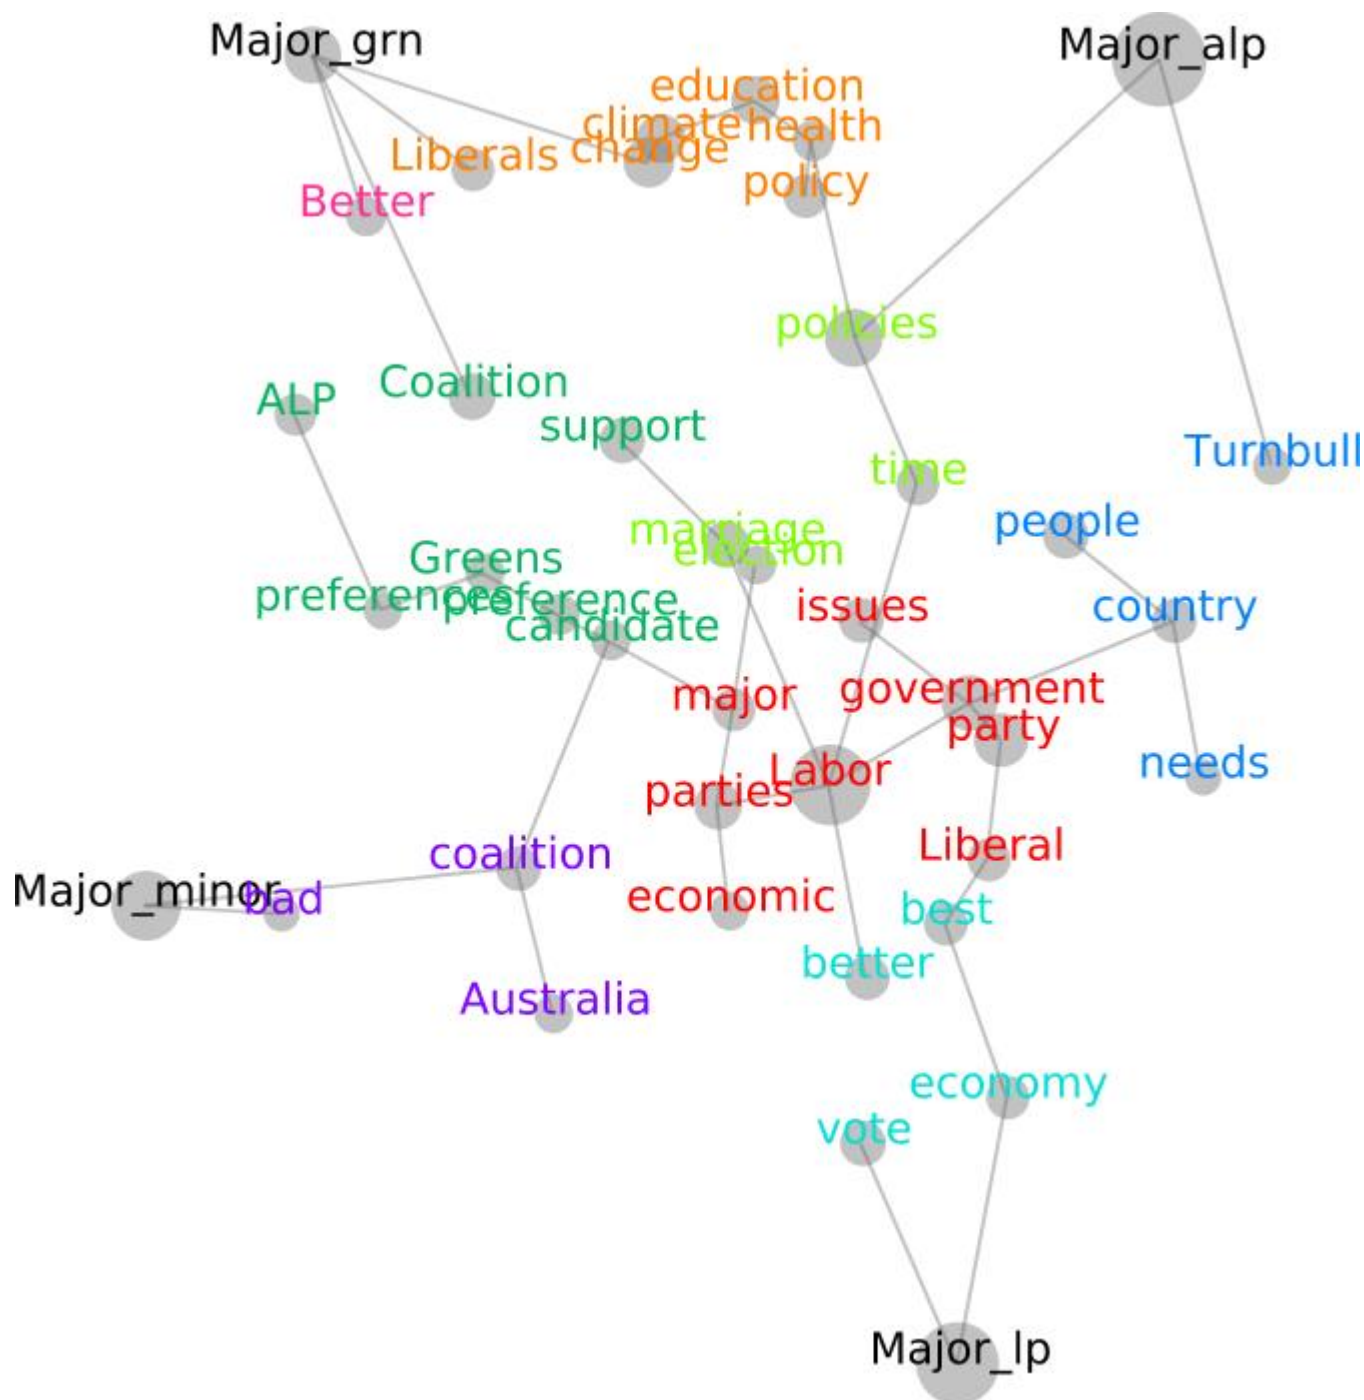 Major_grn
Major_alp
education
climate
health
change
Liberals
policy
Better
policies
Coalition
ALP
support
Turnbull
time
people
marriage
election
Greens
preferences
preference
issues
country
candidate
government
major
party
needs
Labor
parties
Liberal
coalition
Major_minor
bad
economic
best
better
Australia
economy
vote
Major_lp